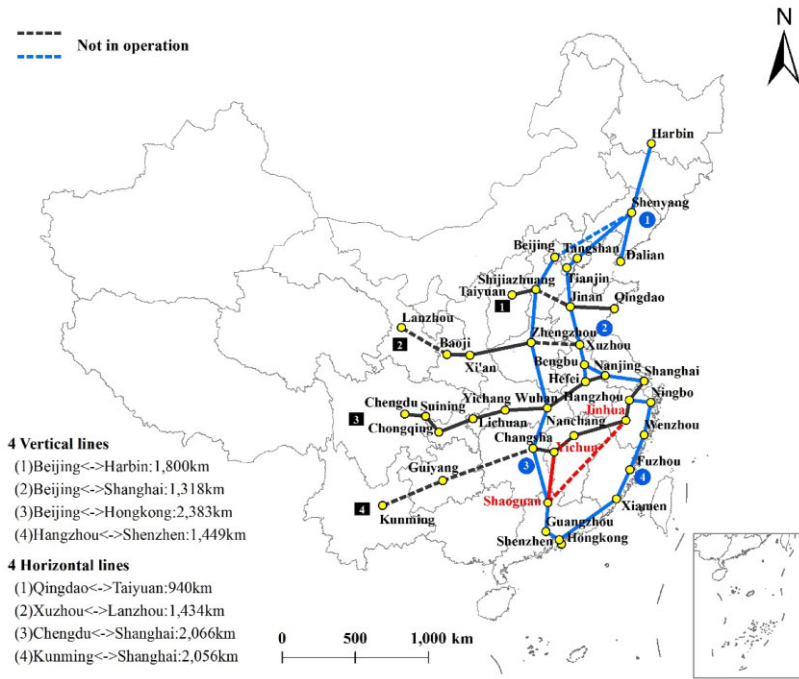 Not in operation
N
Harbin
Shenyang
1
Beijing
Tangshan
Dalian
Tianjin
Shijiazhuang
Taiyuan
1
Jinan
Qingdao
Lanzhou
2
2
Zhengzhou
Xuzhou
Baoji
Xi'an
Bengbu
Nanjing
Shanghai
Hefei
Hangzhou
Ningbo
Chengdu
Suining
Yichang
Wuhan
Jinhua
3
Chongqing
Lichuan
Nanchang
Wenzhou
Changsha
Yichun
4 Vertical lines
(1)Beijing<->Harbin:1,800km
(2)Beijing<->Shanghai:1,318km
(3)Beijing<->Hongkong:2,383km
(4)Hangzhou<->Shenzhen:1,449km
Guiyang
3
Fuzhou
4
4
Kunming
Shaoguan
Xiamen
Guangzhou
Shenzhen
Hongkong
4 Horizontal lines
(1)Qingdao<->Taiyuan:940km
(2)Xuzhou<->Lanzhou:1,434km
(3)Chengdu<->Shanghai:2,066km
(4)Kunming<->Shanghai:2,056km
0 500 1,000 km